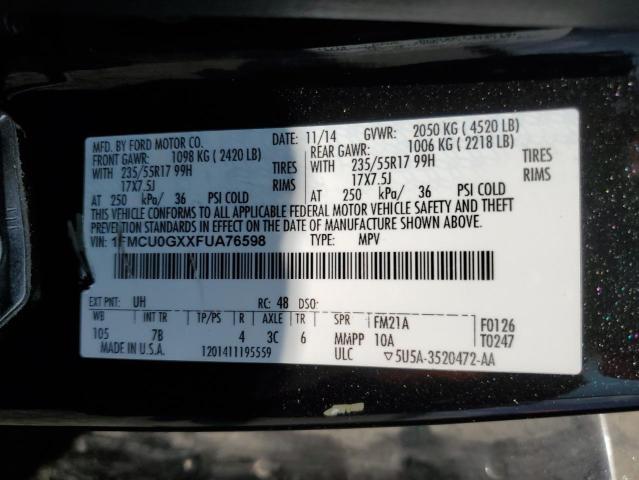 MFD. BY FORD MOTOR CO.
DATE: 11/14 GVWR: 2050 KG ( 4520 LB)
FRONT GAWR: 1098 KG ( 2420 LB)
REAR GAWR: 1006 KG ( 2218 LB)
WITH 235/55R17 99H TIRES
WITH 235/55R17 99H TIRES
17X7.5J RIMS
17X7.5J RIMS
AT 250 kPa/ 36 PSI COLD
AT 250 kPa/ 36 PSI COLD
THIS VEHICLE CONFORMS TO ALL APPLICABLE FEDERAL MOTOR VEHICLE SAFETY AND THEFT
PREVENTION STANDARDS IN EFFECT ON THE DATE OF MANUFACTURE SHOWN ABOVE.
VIN: 1FMCU0GXXFUA76598 TYPE: MPV
EXT PNT: UH RC: 48 DSO:
WB INT TR TP/PS R AXLE TR SPR FM21A F0126
105 7B 4 3C 6 MMPP 10A T0247
MADE IN U.S.A. 1201411195559 ULC ▽5U5A-3520472-AA